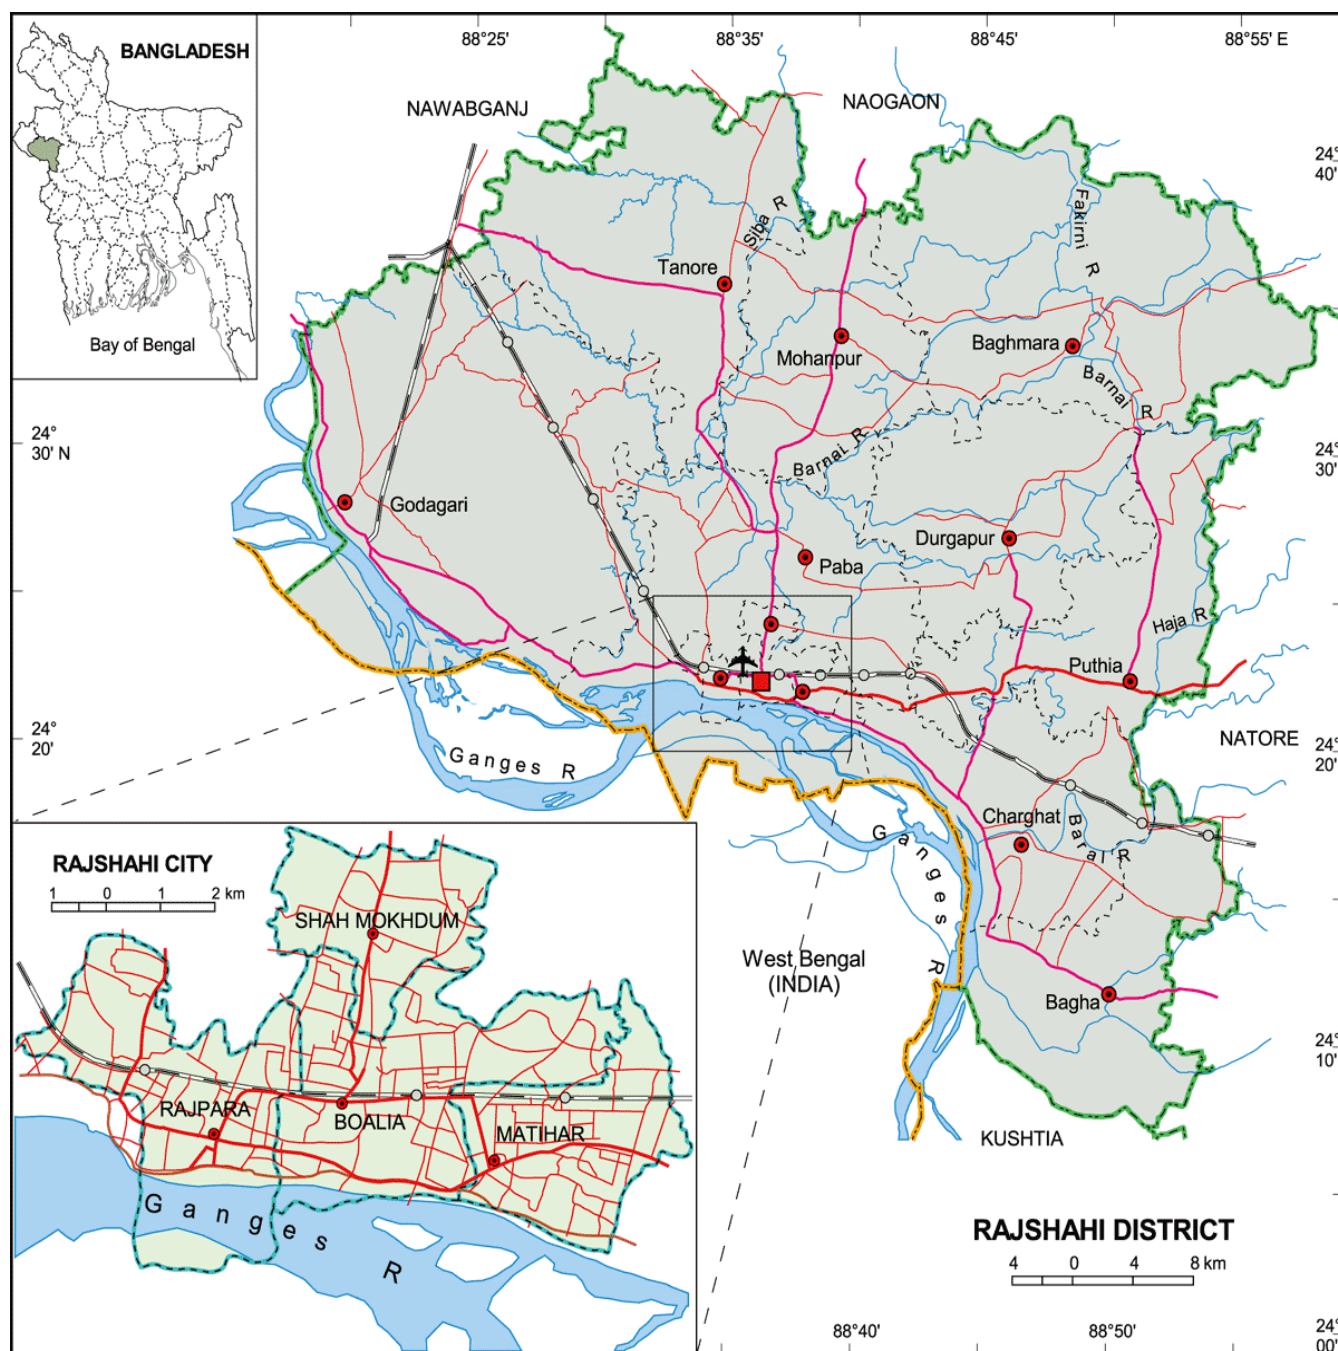 BANGLADESH
Bay of Bengal
88°25'
88°35'
88°45'
88°55' E
NAWABGANJ
NAOGAON
24°
40'
Siba R
Fakirni R
Tanore
Mohanpur
Baghmara
Barnai R
24°
30' N
24°
30'
Barnai R
Godagari
Durgapur
Paba
Haja R
Puthia
24°
20'
NATORE
24°
20'
Ganges R
Charghat
Baral R
Ganges R
West Bengal
(INDIA)
Bagha
24°
10'
KUSHTIA
RAJSHAHI CITY
1 0 1 2 km
SHAH MOKHDUM
RAJPARA
BOALIA
MATIHAR
Ganges R
RAJSHAHI DISTRICT
4 0 4 8 km
88°40'
88°50'
24°
00'